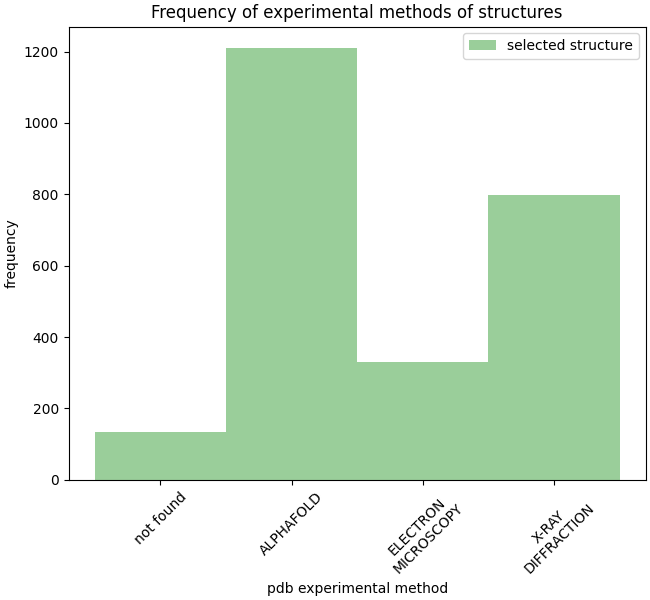 Frequency of experimental methods of structures
selected structure
frequency
1200
1000
800
600
400
200
0
not found
ALPHAFOLD
ELECTRON
MICROSCOPY
X-RAY
DIFFRACTION
pdb experimental method